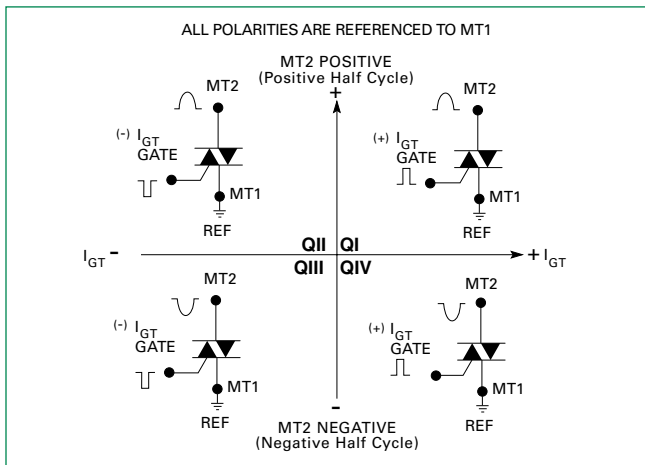 ALL POLARITIES ARE REFERENCED TO MT1
MT2 POSITIVE
(Positive Half Cycle)
+
MT2
(-) IGT
GATE
MT1
REF
MT2
(+) IGT
GATE
MT1
REF
IGT -
QII QI
QIII QIV
+ IGT
MT2
(-) IGT
GATE
MT1
REF
MT2
(+) IGT
GATE
MT1
REF
-
MT2 NEGATIVE
(Negative Half Cycle)